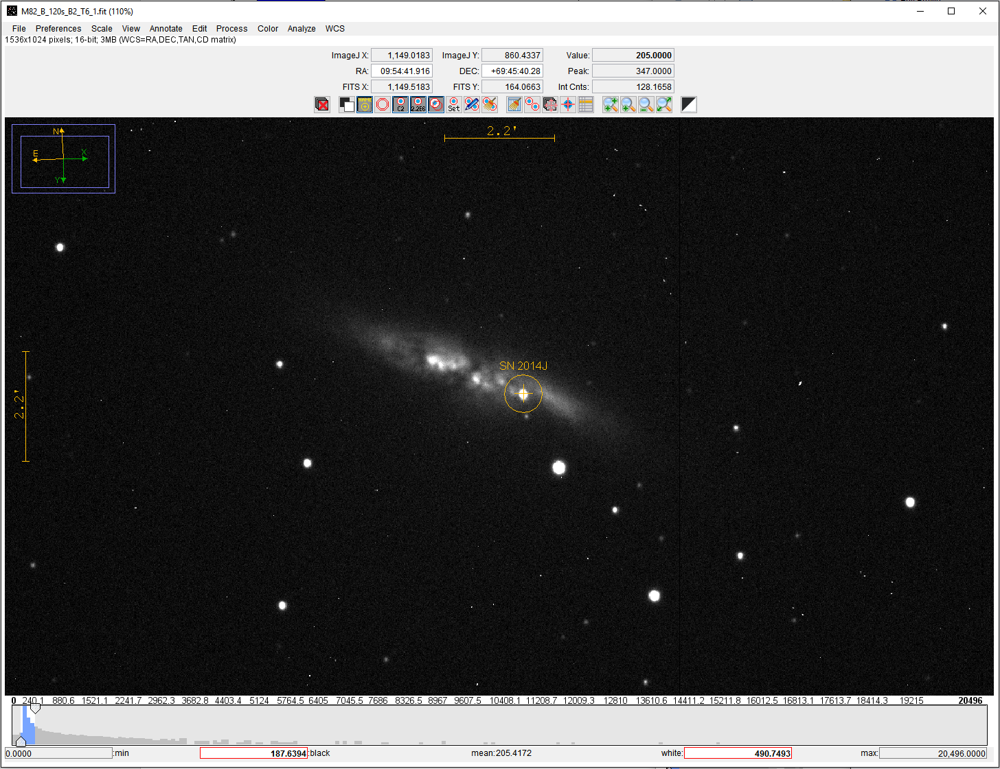 M82_B_120s_B2_T6_1.fit (110%)
File Preferences Scale View Annotate Edit Process Color Analyze WCS
1536x1024 pixels; 16-bit; 3MB (WCS=RA,DEC,TAN,CD matrix)
ImageJ X: 1,149.0183 ImageJ Y: 860.4337 Value: 205.0000
RA: 09:54:41.916 DEC: +69:45:40.28 Peak: 347.0000
FITS X: 1,149.5183 FITS Y: 164.0663 Int Cnts: 128.1658
C2 2.2E6 Set
N
E X
Y
2.2'
SN 2014J
2.2'
0 240.1 880.6 1521.1 2241.7 2962.3 3682.8 4403.4 5124 5764.5 6405 7045.5 7686 8326.5 8967 9607.5 10408.1 11208.7 12009.3 12810 13610.6 14411.2 15211.8 16012.5 16813.1 17613.7 18414.3 19215 20496
0.0000 :min 187.6394 :black mean:205.4172 white: 490.7493 max: 20,496.0000